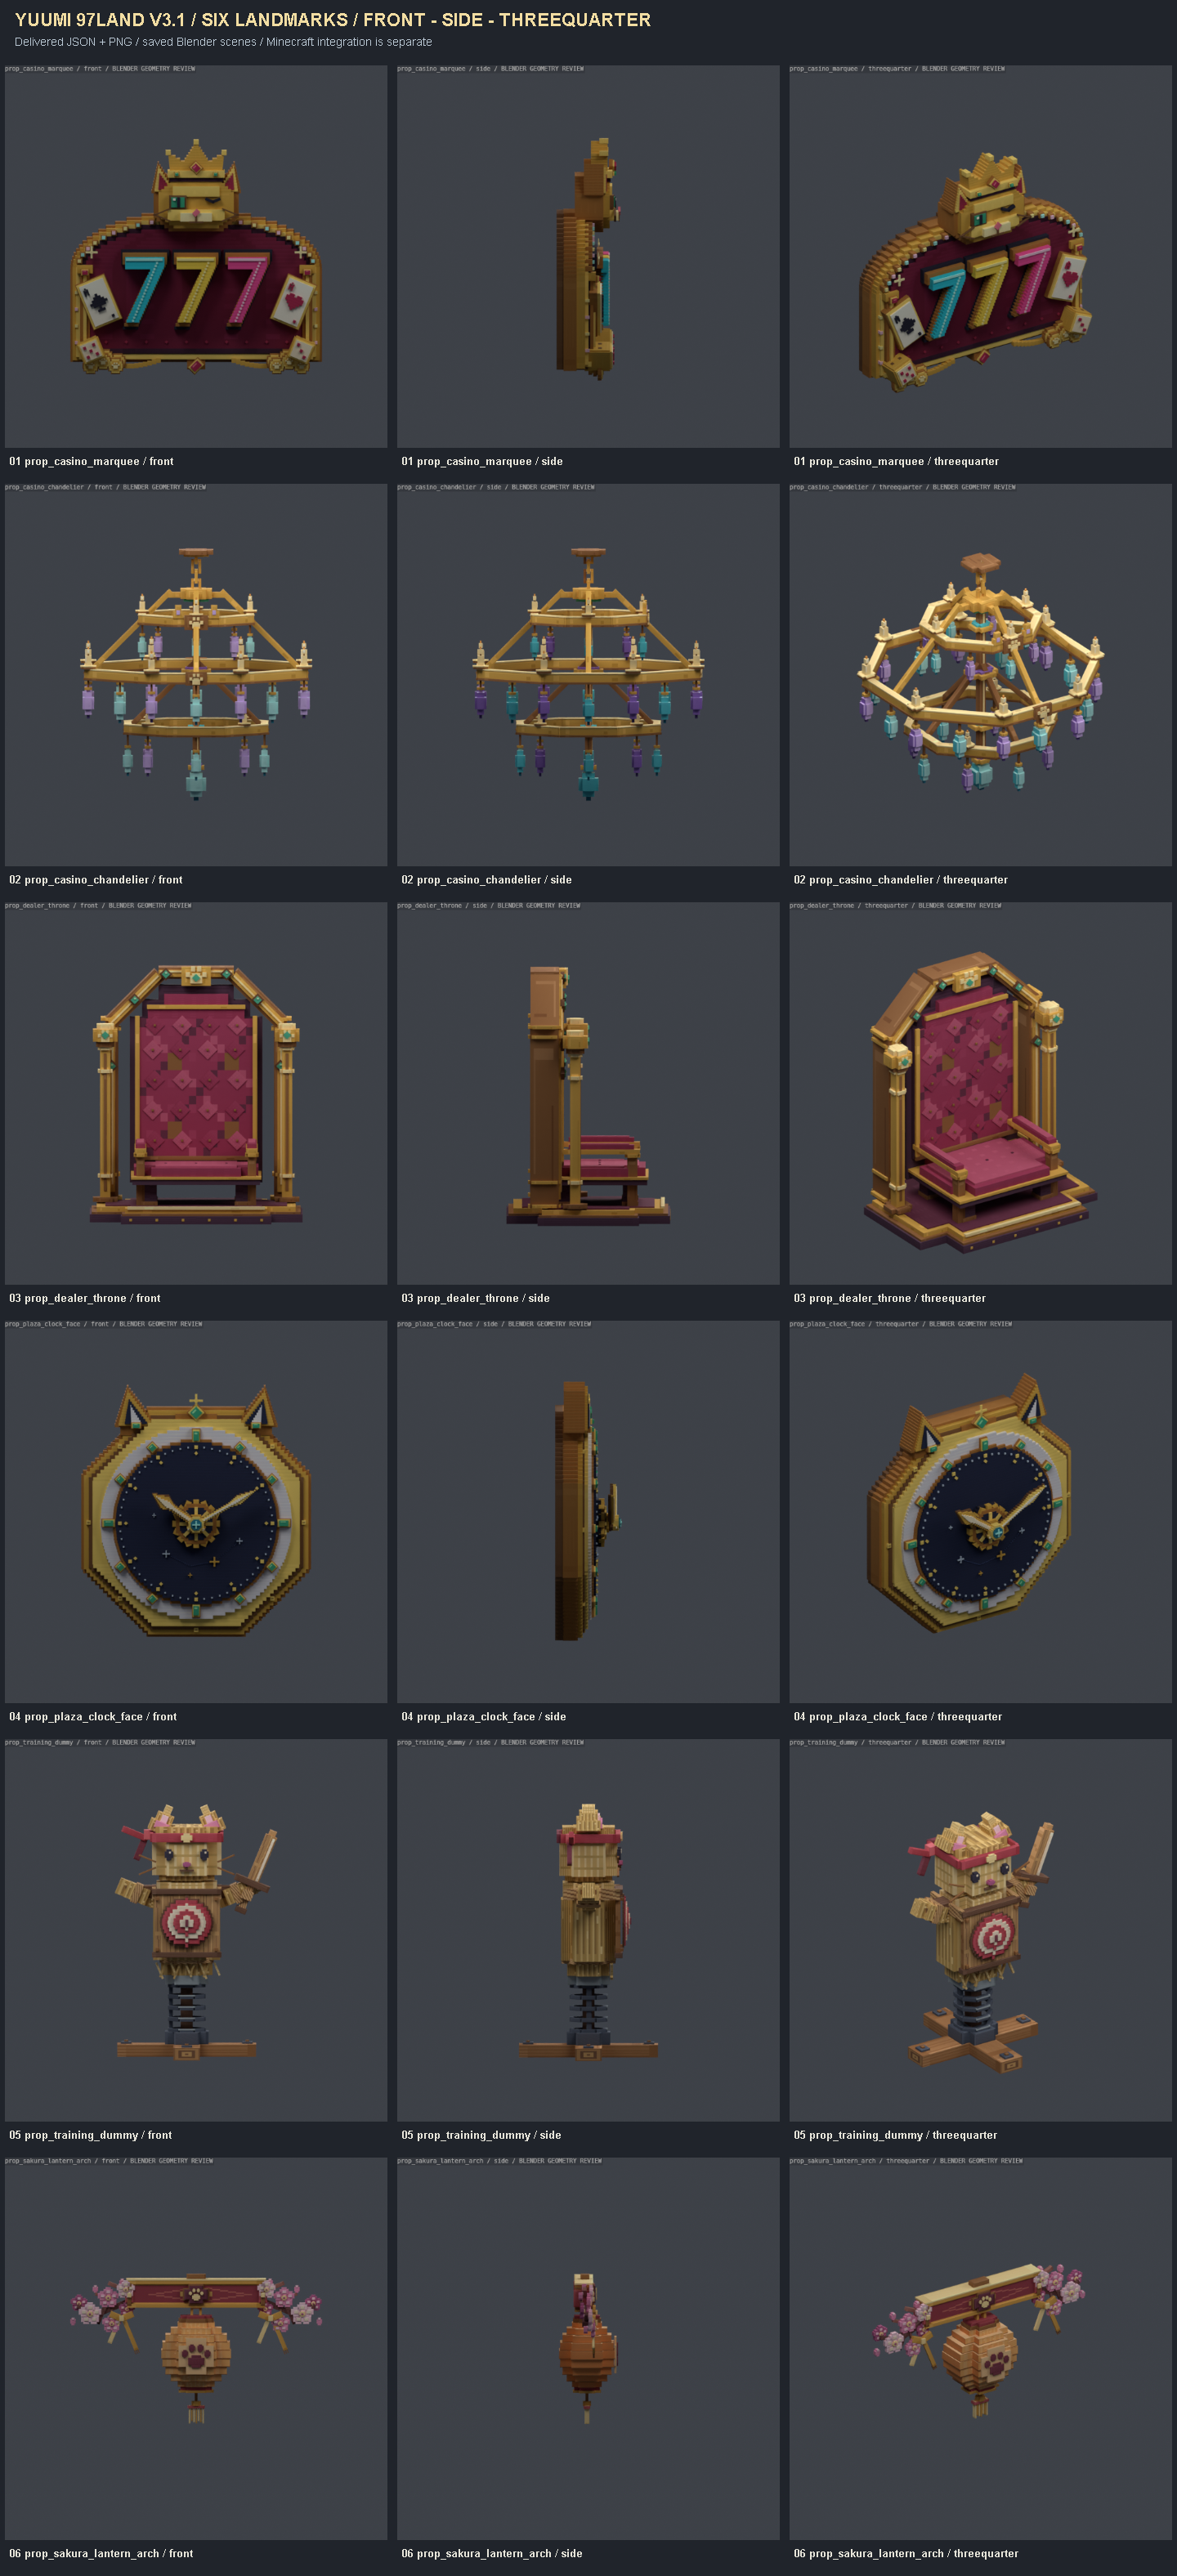 YUUMI 97LAND V3.1 / SIX LANDMARKS / FRONT - SIDE - THREEQUARTER
Delivered JSON + PNG / saved Blender scenes / Minecraft integration is separate
prop_casino_marquee / front / BLENDER GEOMETRY REVIEW
prop_casino_marquee / side / BLENDER GEOMETRY REVIEW
prop_casino_marquee / threequarter / BLENDER GEOMETRY REVIEW
777
777
01 prop_casino_marquee / front
01 prop_casino_marquee / side
01 prop_casino_marquee / threequarter
prop_casino_chandelier / front / BLENDER GEOMETRY REVIEW
prop_casino_chandelier / side / BLENDER GEOMETRY REVIEW
prop_casino_chandelier / threequarter / BLENDER GEOMETRY REVIEW
02 prop_casino_chandelier / front
02 prop_casino_chandelier / side
02 prop_casino_chandelier / threequarter
prop_dealer_throne / front / BLENDER GEOMETRY REVIEW
prop_dealer_throne / side / BLENDER GEOMETRY REVIEW
prop_dealer_throne / threequarter / BLENDER GEOMETRY REVIEW
03 prop_dealer_throne / front
03 prop_dealer_throne / side
03 prop_dealer_throne / threequarter
prop_plaza_clock_face / front / BLENDER GEOMETRY REVIEW
prop_plaza_clock_face / side / BLENDER GEOMETRY REVIEW
prop_plaza_clock_face / threequarter / BLENDER GEOMETRY REVIEW
04 prop_plaza_clock_face / front
04 prop_plaza_clock_face / side
04 prop_plaza_clock_face / threequarter
prop_training_dummy / front / BLENDER GEOMETRY REVIEW
prop_training_dummy / side / BLENDER GEOMETRY REVIEW
prop_training_dummy / threequarter / BLENDER GEOMETRY REVIEW
05 prop_training_dummy / front
05 prop_training_dummy / side
05 prop_training_dummy / threequarter
prop_sakura_lantern_arch / front / BLENDER GEOMETRY REVIEW
prop_sakura_lantern_arch / side / BLENDER GEOMETRY REVIEW
prop_sakura_lantern_arch / threequarter / BLENDER GEOMETRY REVIEW
06 prop_sakura_lantern_arch / front
06 prop_sakura_lantern_arch / side
06 prop_sakura_lantern_arch / threequarter